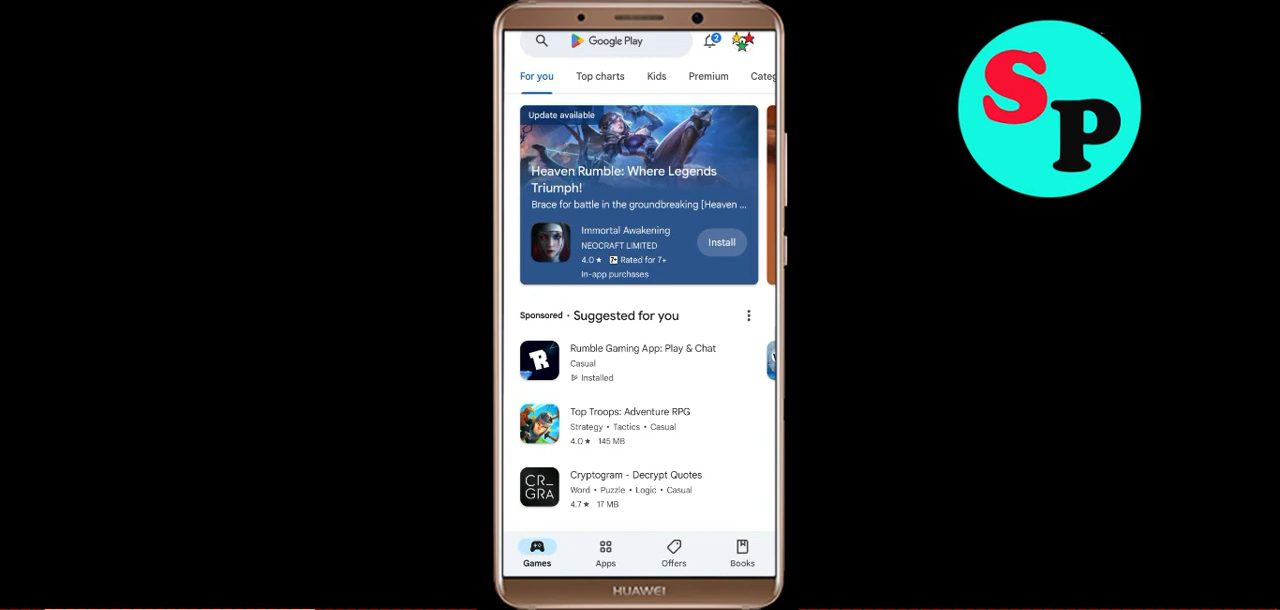 Google Play
2
For you Top charts Kids Premium Categ
Update available
Heaven Rumble: Where Legends
Triumph!
Brace for battle in the groundbreaking [Heaven ...
Immortal Awakening
NEOCRAFT LIMITED
4.0 ★ 7+ Rated for 7+
In-app purchases
Install
Sponsored • Suggested for you
R
Rumble Gaming App: Play & Chat
Casual
Installed
Top Troops: Adventure RPG
Strategy • Tactics • Casual
4.0 ★ 145 MB
CR_
GRA
Cryptogram - Decrypt Quotes
Word • Puzzle • Logic • Casual
4.7 ★ 17 MB
Games Apps Offers Books
HUAWEI
SP